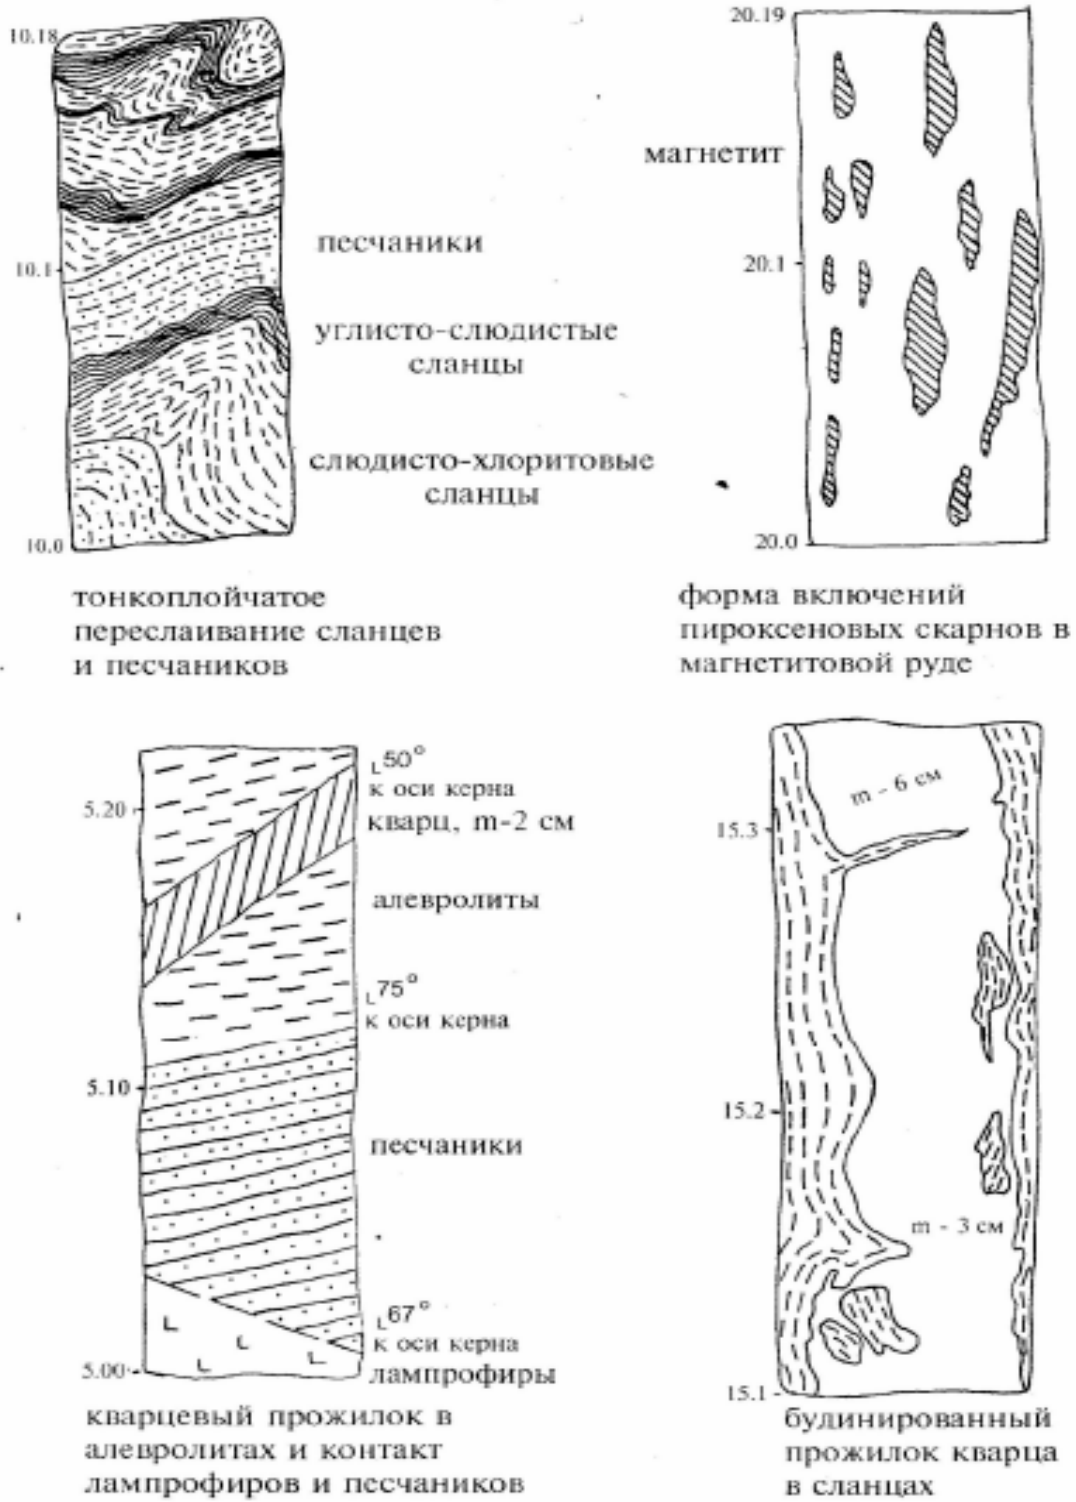 10.18
10.1
10.0
песчаники
углисто-слюдистые
сланцы
слюдисто-хлоритовые
сланцы
тонкоплойчатое
переслаивание сланцев
и песчаников
20.19
магнетит
20.1
20.0
форма включений
пироксеновых скарнов в
магнетитовой руде
5.20
5.10
5.00
L50°
к оси керна
кварц, m-2 см
алевролиты
L75°
к оси керна
песчаники
L67°
к оси керна
лампрофиры
L
L
L
L
кварцевый прожилок в
алевролитах и контакт
лампрофиров и песчаников
15.3
15.2
15.1
m - 6 см
m - 3 см
будинированный
прожилок кварца
в сланцах